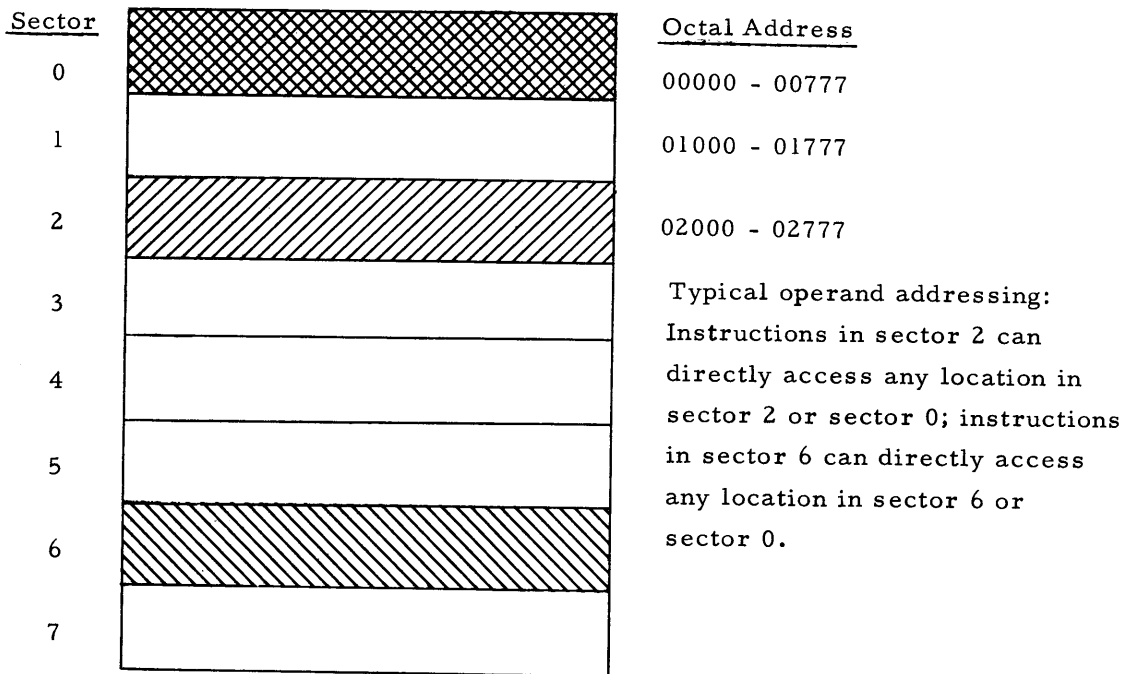 Sector
Octal Address
0
00000 - 00777
1
01000 - 01777
2
02000 - 02777
3
4
5
6
7
Typical operand addressing:
Instructions in sector 2 can
directly access any location in
sector 2 or sector 0; instructions
in sector 6 can directly access
any location in sector 6 or
sector 0.